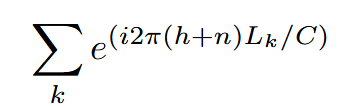 ∑_k e^{(i2π(h+n)L_k/C)}